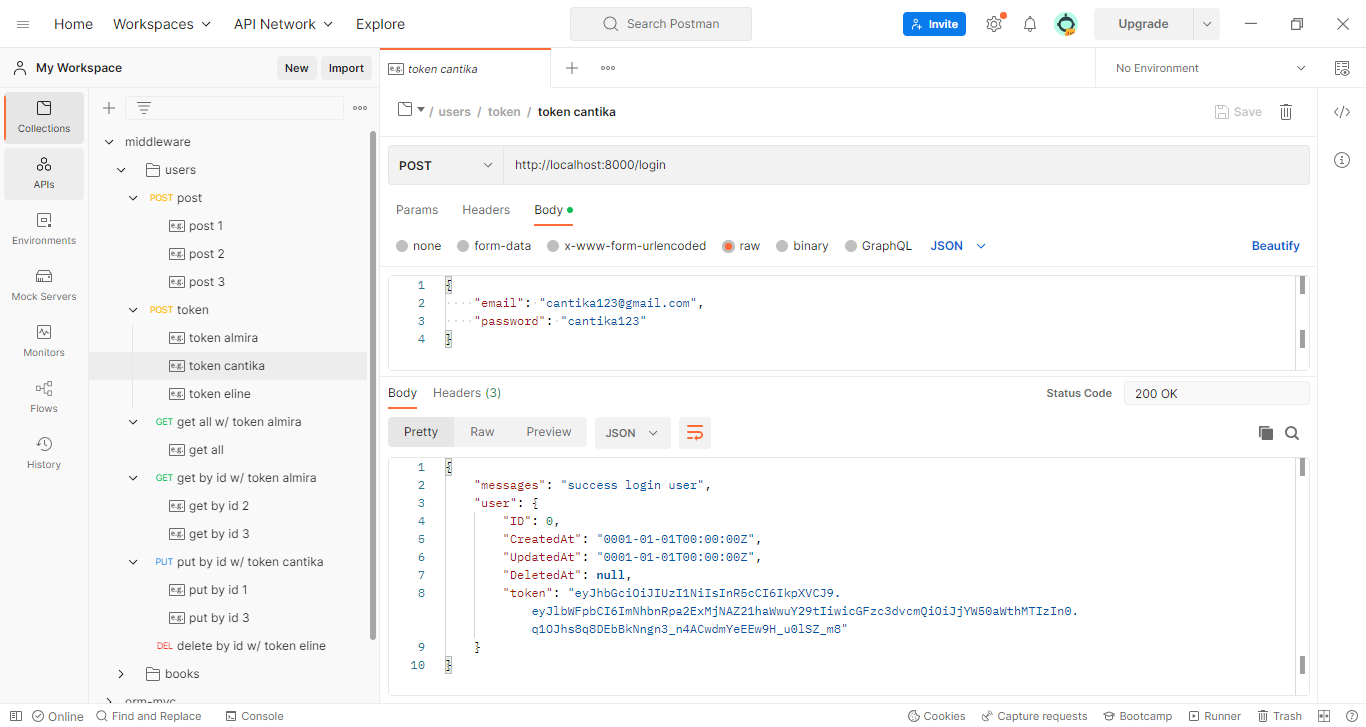 Home Workspaces API Network Explore Search Postman Invite Upgrade
My Workspace New Import token cantika No Environment
Collections
APIs
Environments
Mock Servers
Monitors
Flows
History
middleware
users
POST post
e.g. post 1
e.g. post 2
e.g. post 3
POST token
e.g. token almira
e.g. token cantika
e.g. token eline
GET get all w/ token almira
e.g. get all
GET get by id w/ token almira
e.g. get by id 2
e.g. get by id 3
PUT put by id w/ token cantika
e.g. put by id 1
e.g. put by id 3
DEL delete by id w/ token eline
books
orm-mvc
/ users / token / token cantika Save
POST http://localhost:8000/login
Params Headers Body
none form-data x-www-form-urlencoded raw binary GraphQL JSON Beautify
1 {
2 "email": "cantika123@gmail.com",
3 "password": "cantika123"
4 }
Body Headers (3) Status Code 200 OK
Pretty Raw Preview JSON
1 {
2 "messages": "success login user",
3 "user": {
4 "ID": 0,
5 "CreatedAt": "0001-01-01T00:00:00Z",
6 "UpdatedAt": "0001-01-01T00:00:00Z",
7 "DeletedAt": null,
8 "token": "eyJhbGciOiJIUzI1NiIsInR5cCI6IkpXVCJ9.
eyJlbWFpbCI6ImNhbnRpa2ExMjNAZ21haWwuY29tIiwicGFzc3dvcmQiOiJjYW50aWthMTIzIn0.
q1OJhs8q8DEbBkNngn3_n4ACwdmYeEEw9H_u0lSZ_m8"
9 }
10 }
Online Find and Replace Console Cookies Capture requests Bootcamp Runner Trash